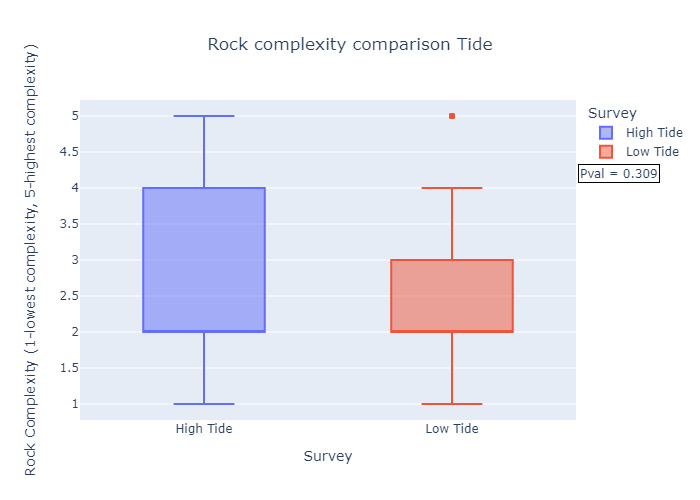 Rock complexity comparison Tide
Rock Complexity (1-lowest complexity, 5-highest complexity)
5
4.5
4
3.5
3
2.5
2
1.5
1
High Tide
Low Tide
Survey
Survey
High Tide
Low Tide
Pval = 0.309